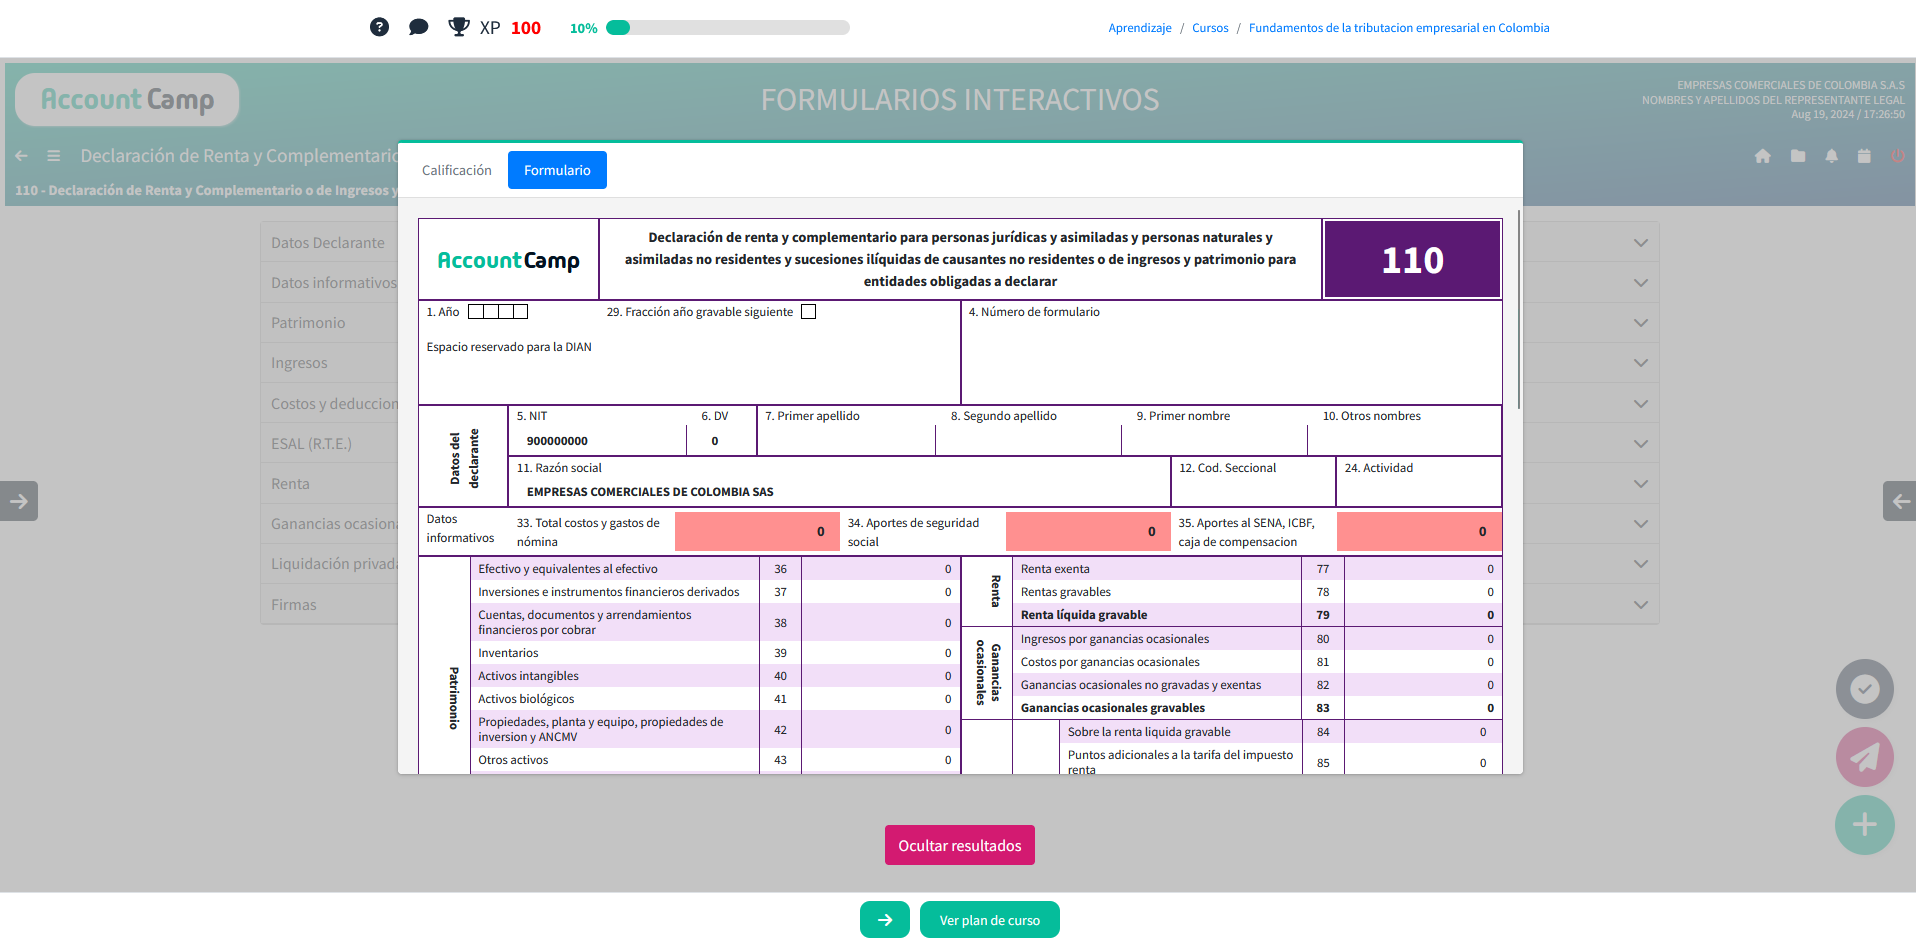 XP 100 10%
Aprendizaje / Cursos / Fundamentos de la tributacion empresarial en Colombia
Account Camp
FORMULARIOS INTERACTIVOS
EMPRESAS COMERCIALES DE COLOMBIA S.A.S
NOMBRES Y APELLIDOS DEL REPRESENTANTE LEGAL
Aug 19, 2024 / 17:26:50
Declaración de Renta y Complementario
110 - Declaración de Renta y Complementario o de Ingresos y
Datos Declarante
Datos informativos
Patrimonio
Ingresos
Costos y deduccion
ESAL (R.T.E.)
Renta
Ganancias ocasion
Liquidación privada
Firmas
Calificación
Formulario
Account Camp
Declaración de renta y complementario para personas jurídicas y asimiladas y personas naturales y
asimiladas no residentes y sucesiones ilíquidas de causantes no residentes o de ingresos y patrimonio para
entidades obligadas a declarar
110
1. Año
29. Fracción año gravable siguiente
4. Número de formulario
Espacio reservado para la DIAN
Datos del
declarante
5. NIT
6. DV
7. Primer apellido
8. Segundo apellido
9. Primer nombre
10. Otros nombres
900000000
0
11. Razón social
12. Cod. Seccional
24. Actividad
EMPRESAS COMERCIALES DE COLOMBIA SAS
Datos
informativos
33. Total costos y gastos de
nómina
0
34. Aportes de seguridad
social
0
35. Aportes al SENA, ICBF,
caja de compensacion
0
Patrimonio
Efectivo y equivalentes al efectivo 36 0
Inversiones e instrumentos financieros derivados 37 0
Cuentas, documentos y arrendamientos
financieros por cobrar 38 0
Inventarios 39 0
Activos intangibles 40 0
Activos biológicos 41 0
Propiedades, planta y equipo, propiedades de
inversion y ANCMV 42 0
Otros activos 43 0
Renta
Renta exenta 77 0
Rentas gravables 78 0
Renta líquida gravable 79 0
Ganancias
ocasionales
Ingresos por ganancias ocasionales 80 0
Costos por ganancias ocasionales 81 0
Ganancias ocasionales no gravadas y exentas 82 0
Ganancias ocasionales gravables 83 0
Sobre la renta liquida gravable 84 0
Puntos adicionales a la tarifa del impuesto
renta 85 0
Ocultar resultados
Ver plan de curso